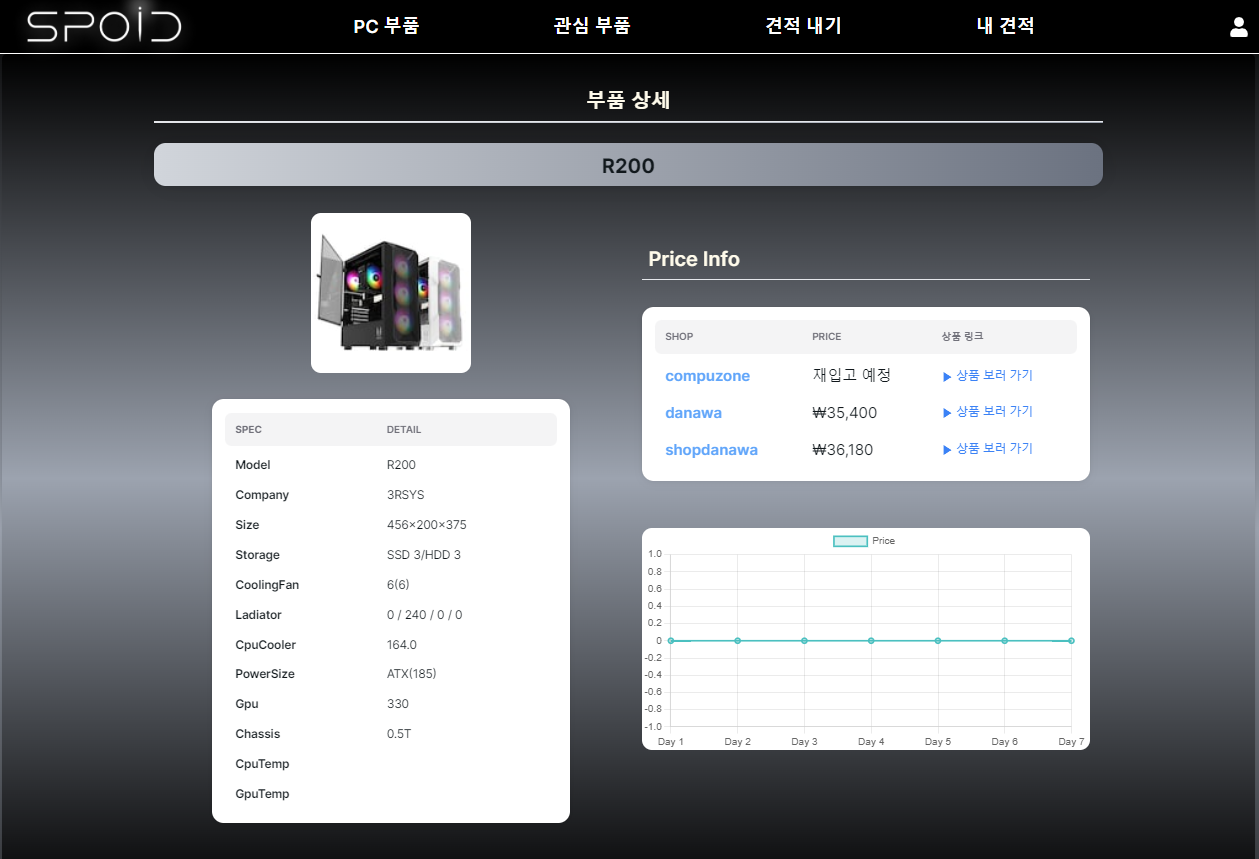 SPOID
PC 부품
관심 부품
견적 내기
내 견적
부품 상세
R200
Price Info
SHOP PRICE 상품 링크
compuzone 재입고 예정 ▶ 상품 보러 가기
danawa ₩35,400 ▶ 상품 보러 가기
shopdanawa ₩36,180 ▶ 상품 보러 가기
SPEC DETAIL
Model R200
Company 3RSYS
Size 456×200×375
Storage SSD 3/HDD 3
CoolingFan 6(6)
Ladiator 0 / 240 / 0 / 0
CpuCooler 164.0
PowerSize ATX(185)
Gpu 330
Chassis 0.5T
CpuTemp
GpuTemp
Price
1.0
0.8
0.6
0.4
0.2
0
-0.2
-0.4
-0.6
-0.8
-1.0
Day 1 Day 2 Day 3 Day 4 Day 5 Day 6 Day 7